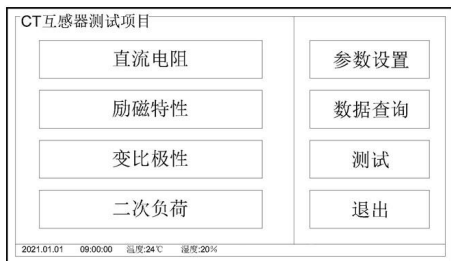 CT互感器测试项目
直流电阻
励磁特性
变比极性
二次负荷
参数设置
数据查询
测试
退出
2021.01.01 09:00:00 温度:24℃ 湿度:20%